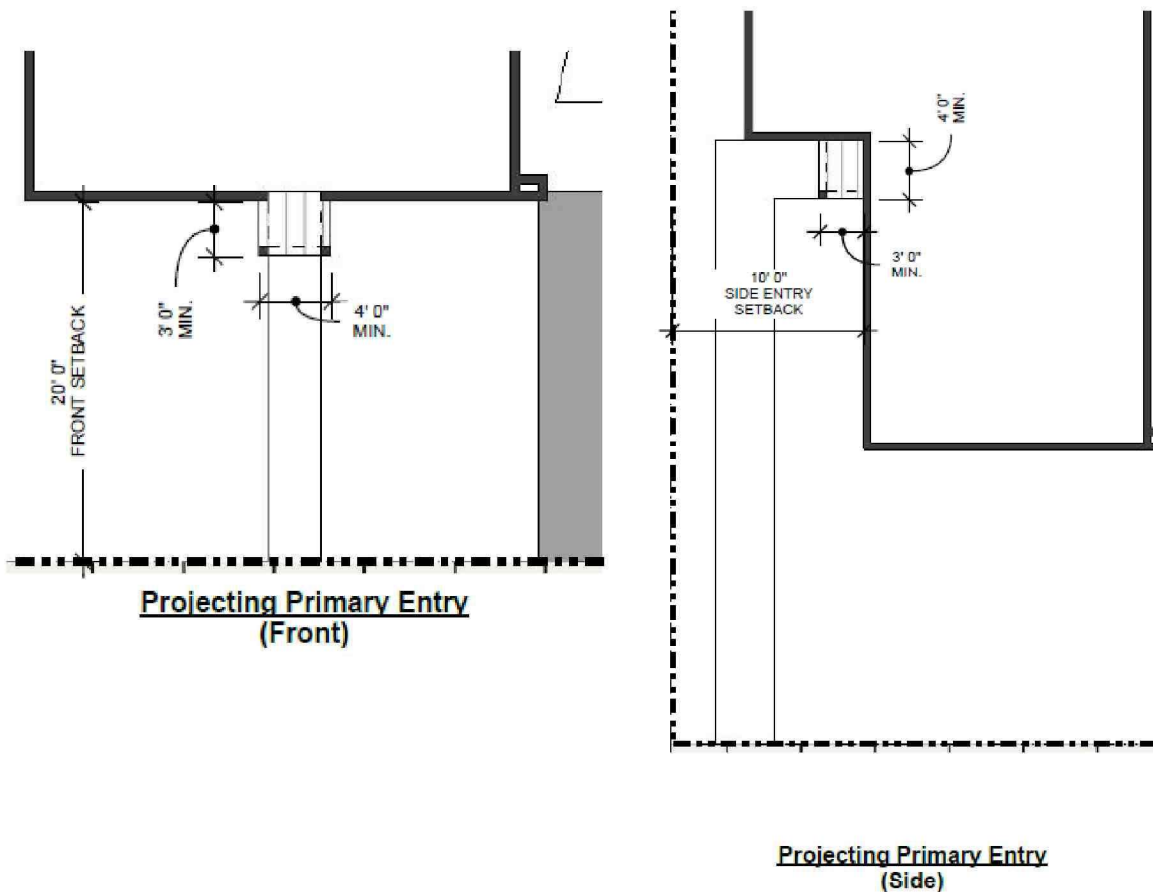 3' 0"
MIN.
4' 0"
MIN.
20' 0"
FRONT SETBACK
Projecting Primary Entry
(Front)
4' 0"
MIN.
3' 0"
MIN.
10' 0"
SIDE ENTRY
SETBACK
Projecting Primary Entry
(Side)